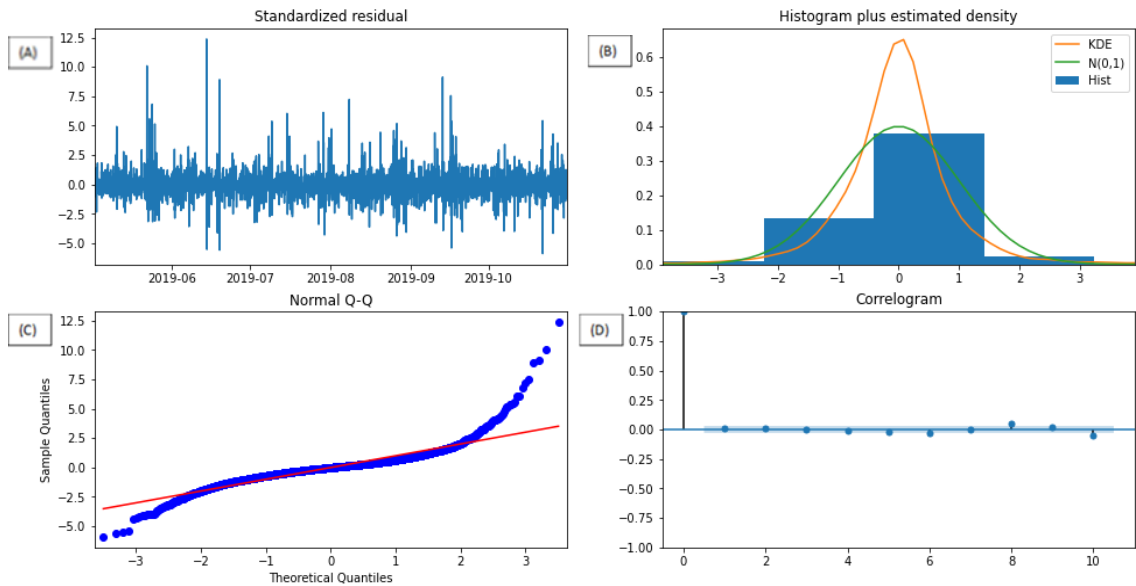 Standardized residual
(A)
12.5
10.0
7.5
5.0
2.5
0.0
−2.5
−5.0
2019-06 2019-07 2019-08 2019-09 2019-10
Histogram plus estimated density
(B)
KDE
N(0,1)
Hist
0.6
0.5
0.4
0.3
0.2
0.1
0.0
−3 −2 −1 0 1 2 3
Normal Q-Q
(C)
Sample Quantiles
12.5
10.0
7.5
5.0
2.5
0.0
−2.5
−5.0
−3 −2 −1 0 1 2 3
Theoretical Quantiles
Correlogram
(D)
1.00
0.75
0.50
0.25
0.00
−0.25
−0.50
−0.75
−1.00
0 2 4 6 8 10